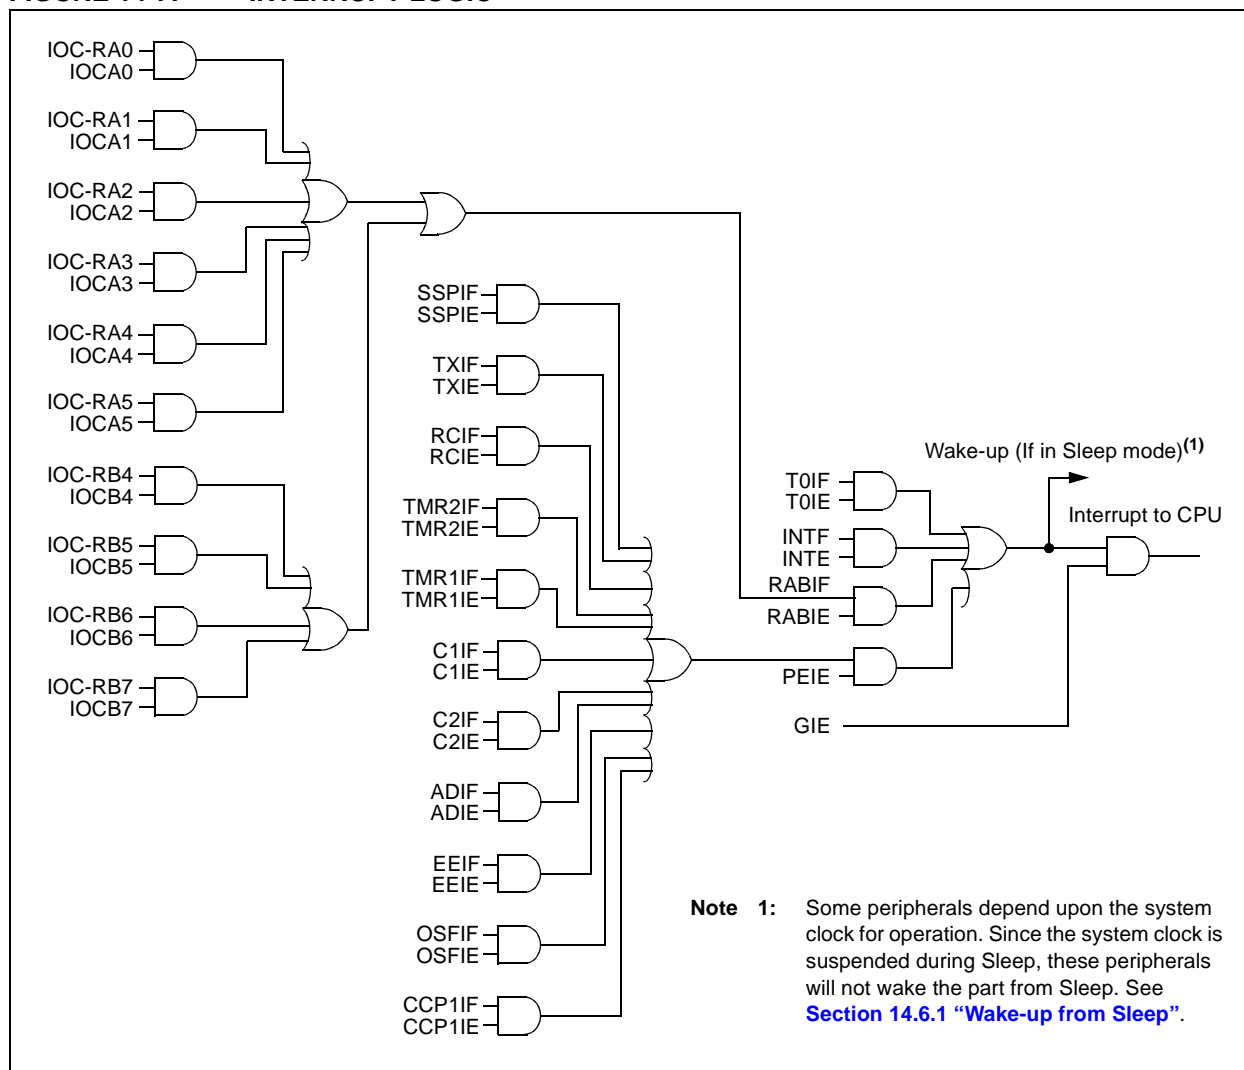 IOC-RA0
IOCA0
IOC-RA1
IOCA1
IOC-RA2
IOCA2
IOC-RA3
IOCA3
IOC-RA4
IOCA4
IOC-RA5
IOCA5
IOC-RB4
IOCB4
IOC-RB5
IOCB5
IOC-RB6
IOCB6
IOC-RB7
IOCB7
SSPIF
SSPIE
TXIF
TXIE
RCIF
RCIE
TMR2IF
TMR2IE
TMR1IF
TMR1IE
C1IF
C1IE
C2IF
C2IE
ADIF
ADIE
EEIF
EEIE
OSFIF
OSFIE
CCP1IF
CCP1IE
Wake-up (If in Sleep mode)(1)
T0IF
T0IE
Interrupt to CPU
INTF
INTE
RABIF
RABIE
PEIE
GIE
Note 1: Some peripherals depend upon the system
clock for operation. Since the system clock is
suspended during Sleep, these peripherals
will not wake the part from Sleep. See
Section 14.6.1 “Wake-up from Sleep”.